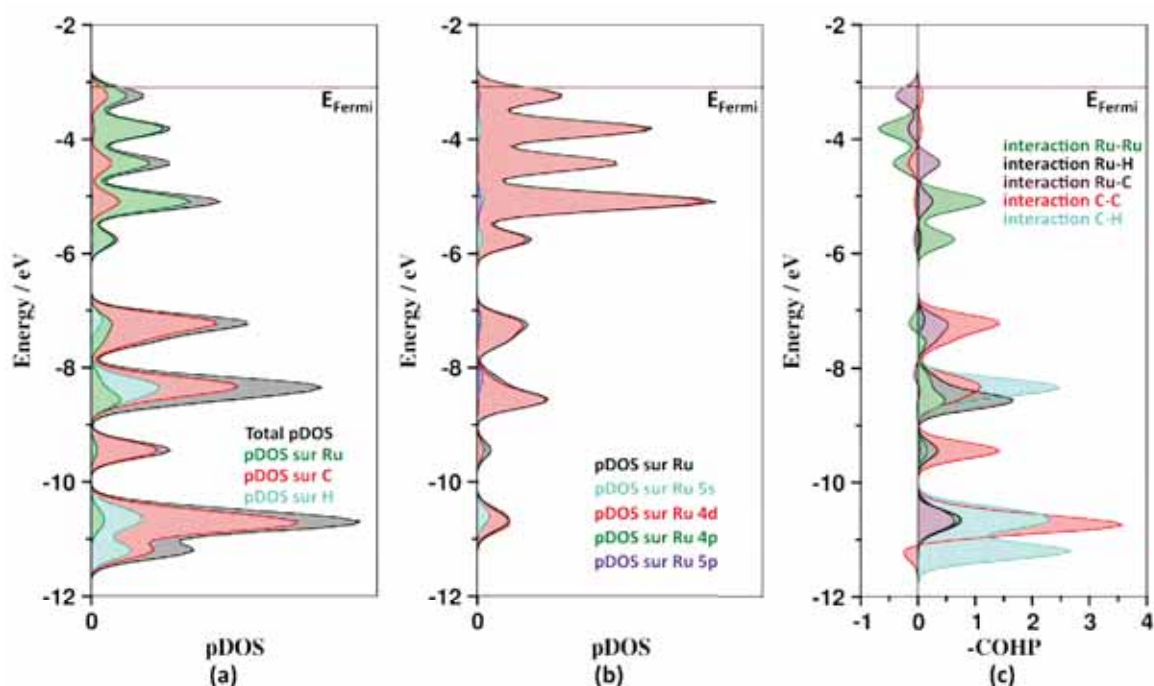 -2
-4
-6
-8
-10
-12
Energy / eV
E Fermi
Total pDOS
pDOS sur Ru
pDOS sur C
pDOS sur H
0
pDOS
(a)
-2
-4
-6
-8
-10
-12
Energy / eV
E Fermi
pDOS sur Ru
pDOS sur Ru 5s
pDOS sur Ru 4d
pDOS sur Ru 4p
pDOS sur Ru 5p
0
pDOS
(b)
-2
-4
-6
-8
-10
-12
Energy / eV
E Fermi
interaction Ru-Ru
interaction Ru-H
interaction Ru-C
interaction C-C
interaction C-H
-1 0 1 2 3 4
-COHP
(c)